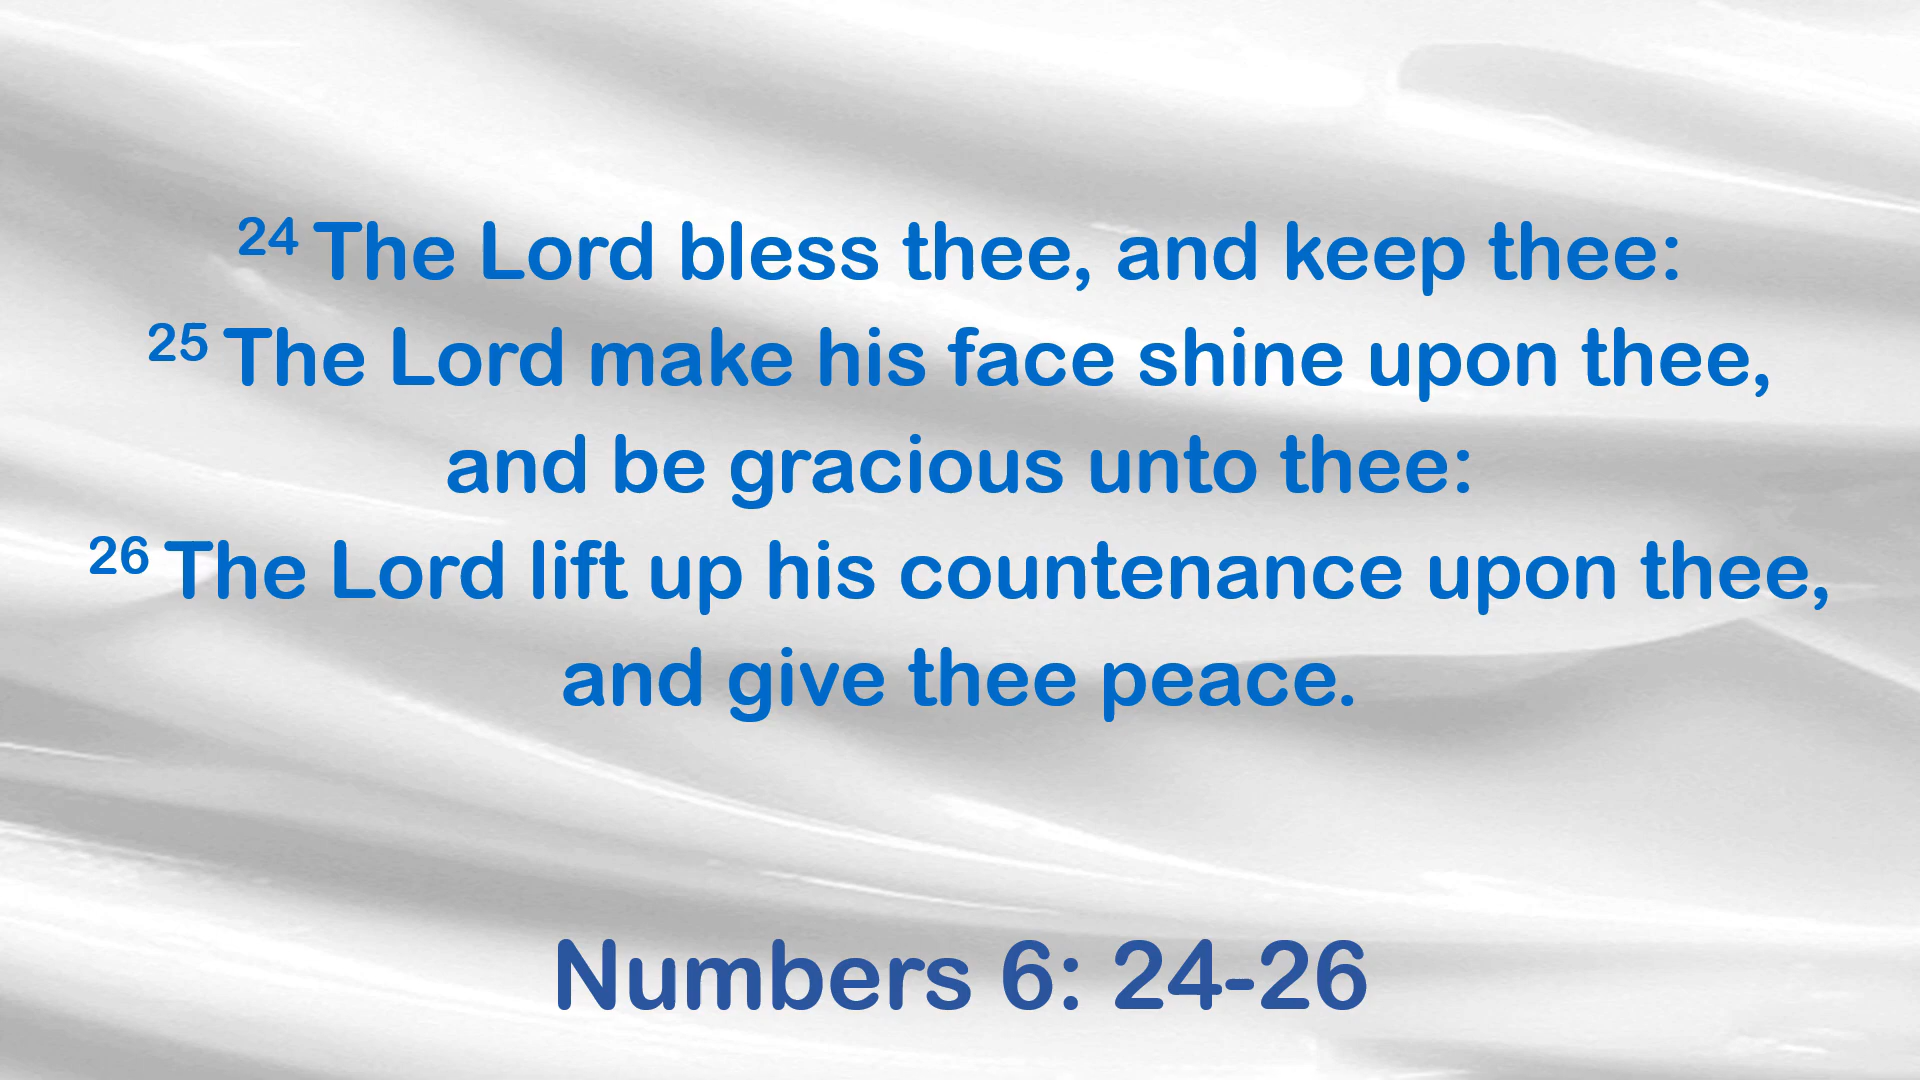 24 The Lord bless thee, and keep thee:
25 The Lord make his face shine upon thee,
and be gracious unto thee:
26 The Lord lift up his countenance upon thee,
and give thee peace.
Numbers 6: 24-26